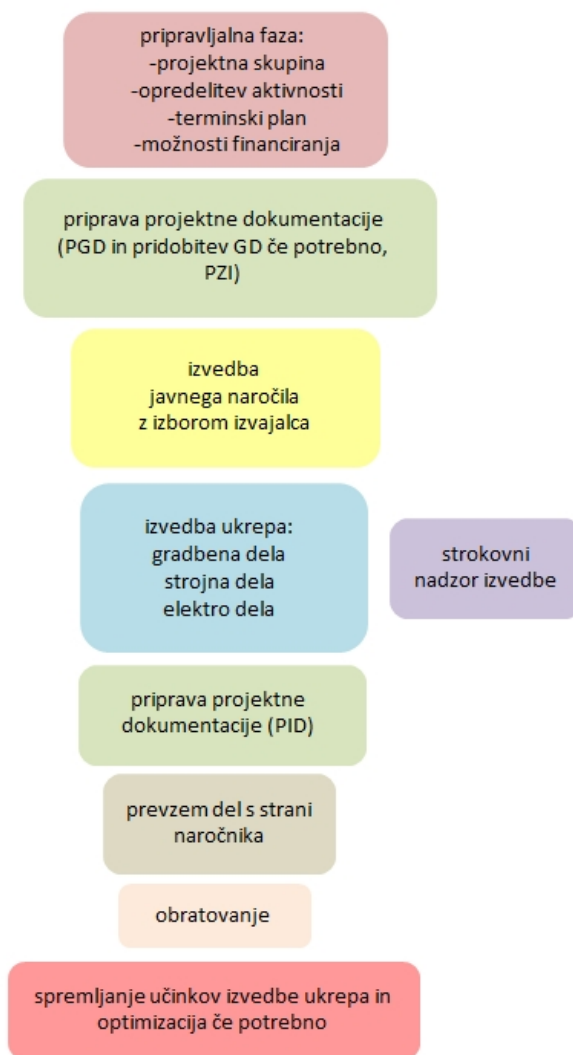 pripravljalna faza:
-projektna skupina
-opredelitev aktivnosti
-terminski plan
-možnosti financiranja
priprava projektne dokumentacije
(PGD in pridobitev GD če potrebno,
PZI)
izvedba
javnega naročila
z izborom izvajalca
izvedba ukrepa:
gradbena dela
strojna dela
elektro dela
strokovni
nadzor izvedbe
priprava projektne
dokumentacije (PID)
prevzem del s strani
naročnika
obratovanje
spremljanje učinkov izvedbe ukrepa in
optimizacija če potrebno